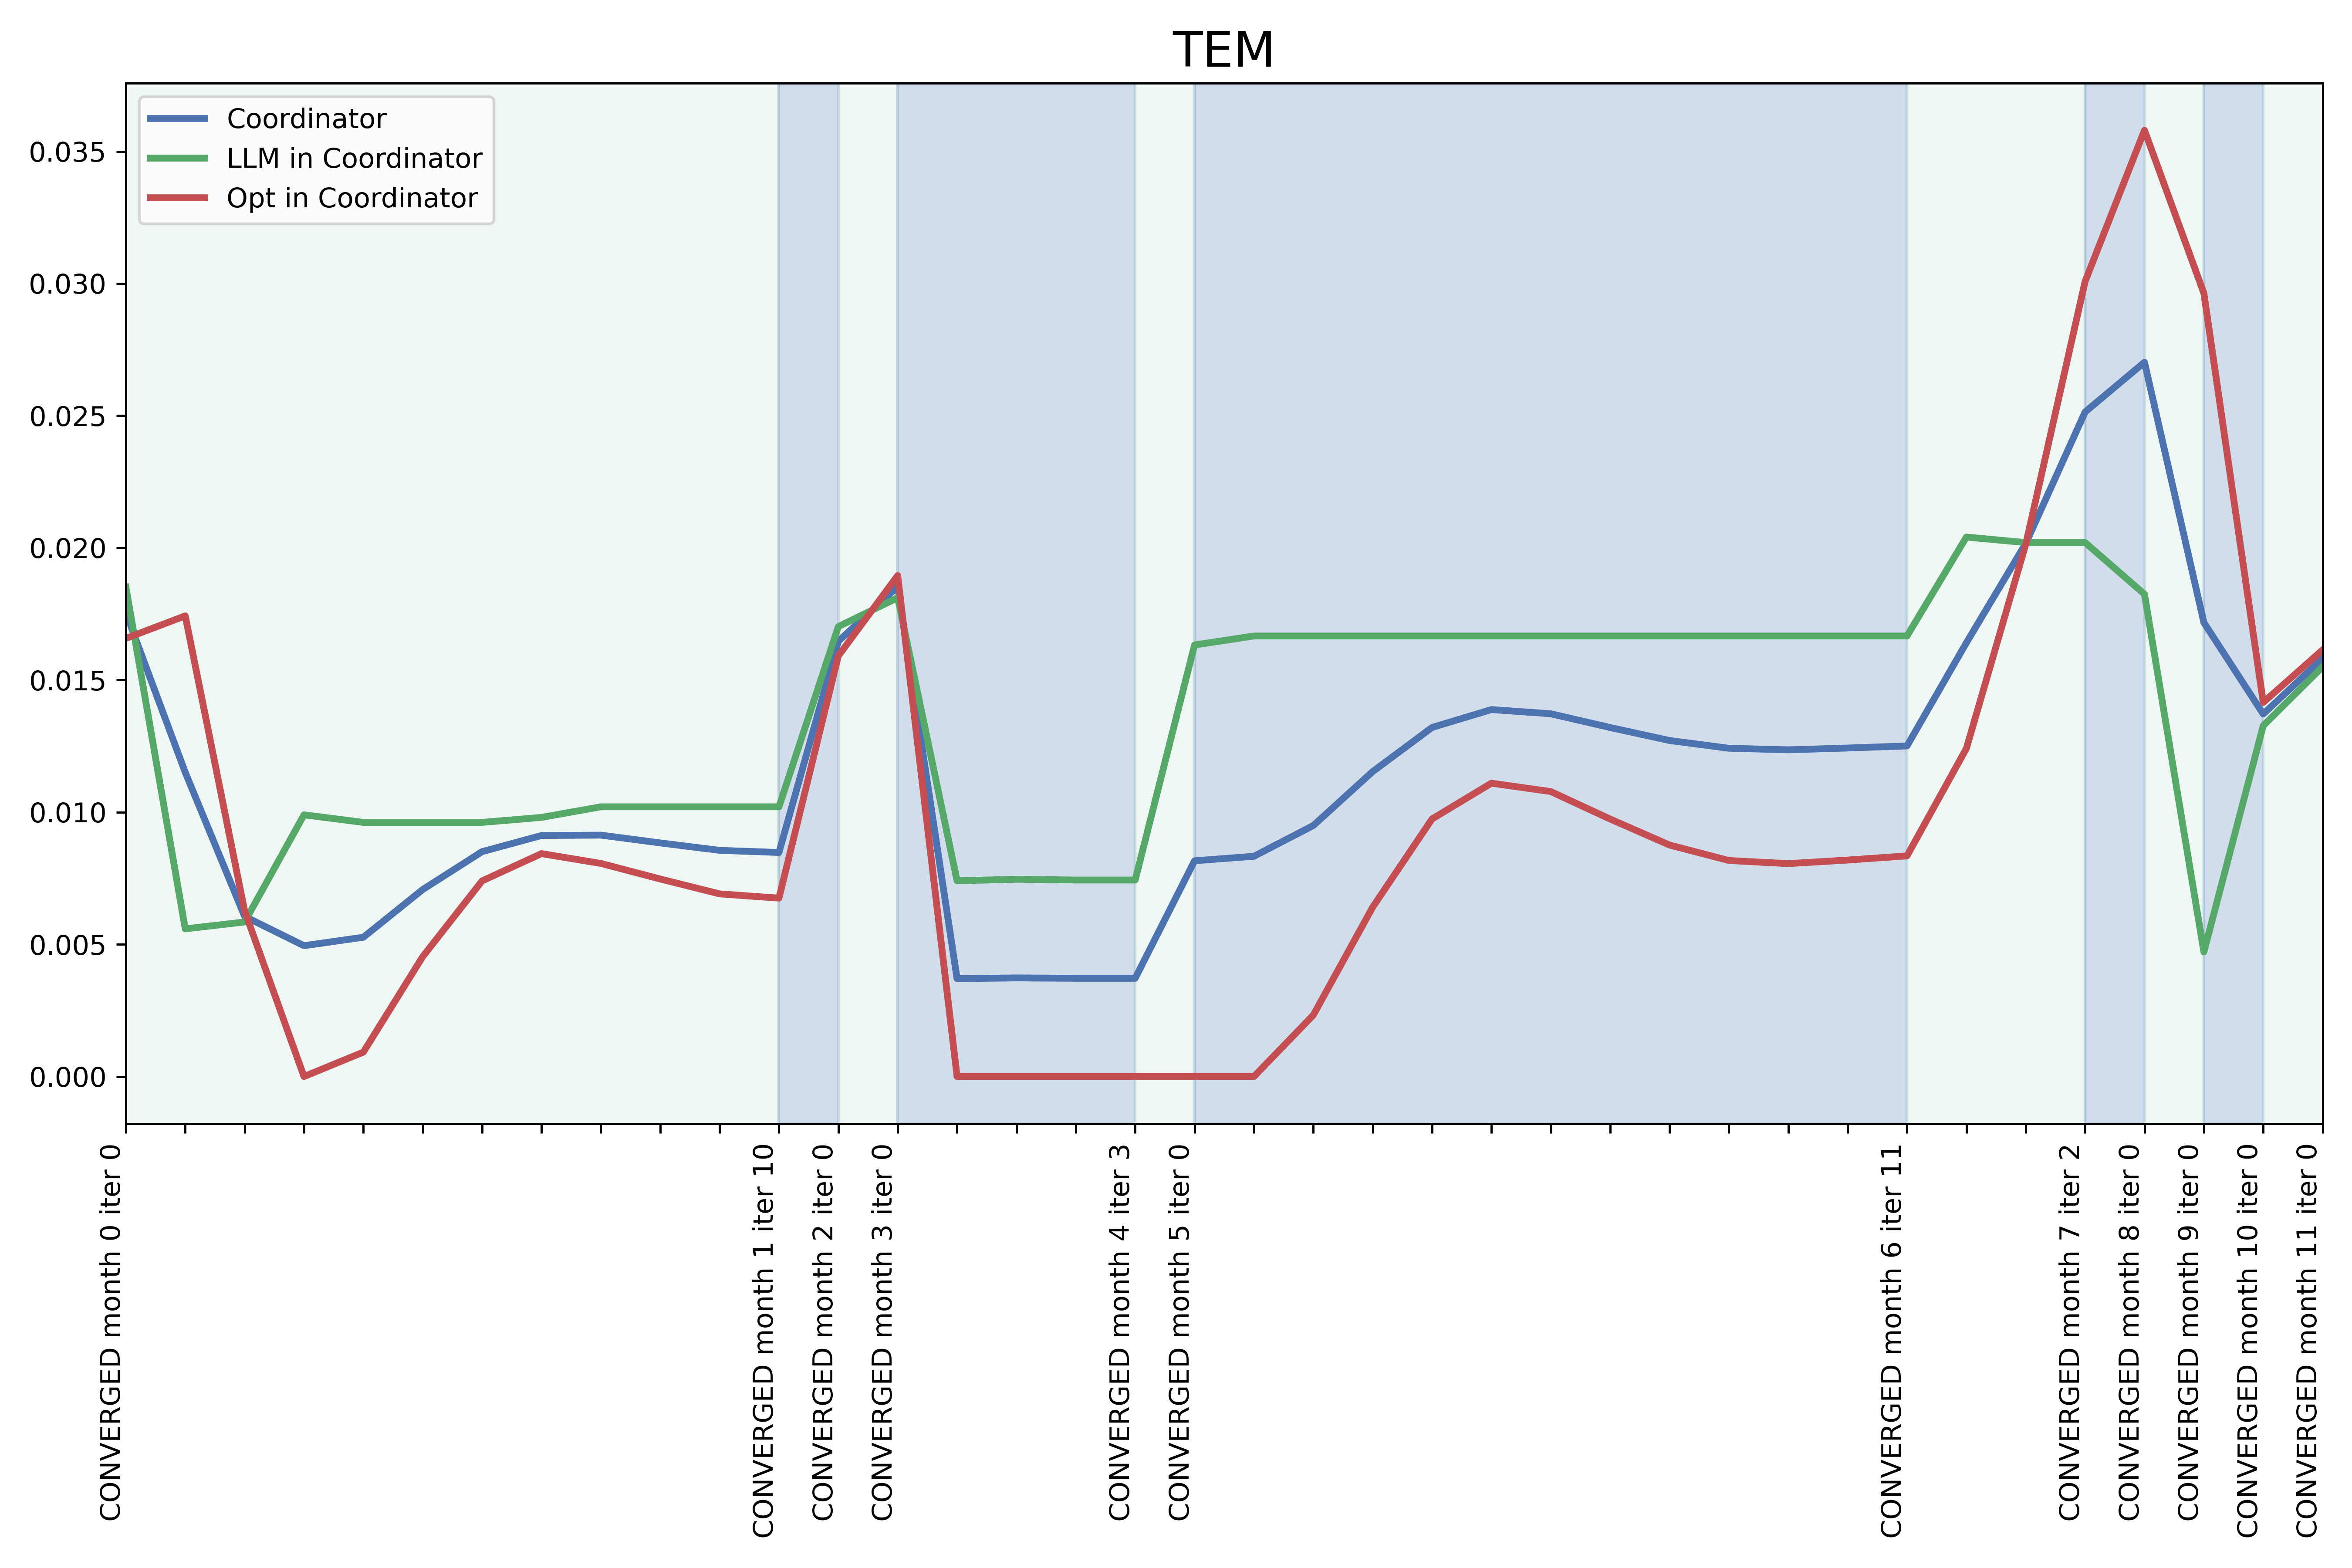 TEM
Coordinator
LLM in Coordinator
Opt in Coordinator
0.035
0.030
0.025
0.020
0.015
0.010
0.005
0.000
CONVERGED month 0 iter 0
CONVERGED month 1 iter 10
CONVERGED month 2 iter 0
CONVERGED month 3 iter 0
CONVERGED month 4 iter 3
CONVERGED month 5 iter 0
CONVERGED month 6 iter 11
CONVERGED month 7 iter 2
CONVERGED month 8 iter 0
CONVERGED month 9 iter 0
CONVERGED month 10 iter 0
CONVERGED month 11 iter 0